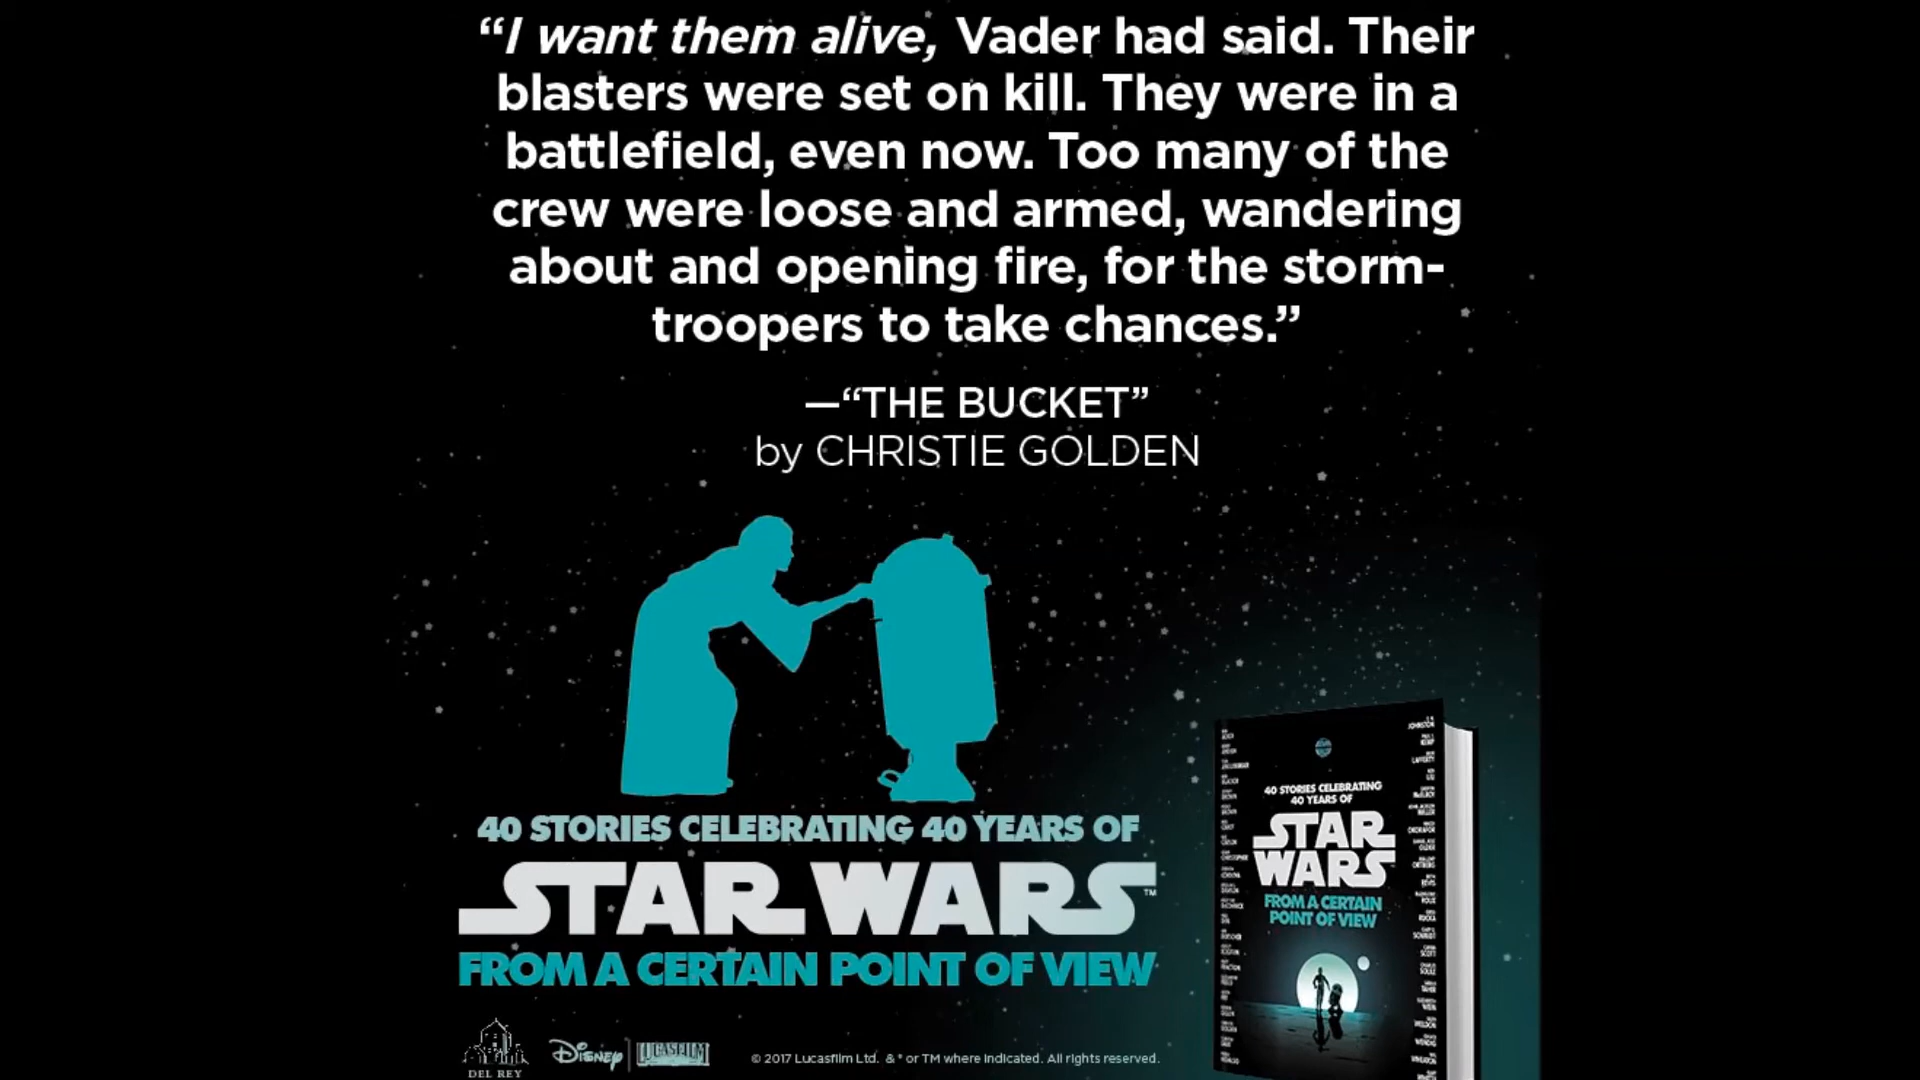 “I want them alive, Vader had said. Their
blasters were set on kill. They were in a
battlefield, even now. Too many of the
crew were loose and armed, wandering
about and opening fire, for the storm-
troopers to take chances.”
—“THE BUCKET”
by CHRISTIE GOLDEN
40 STORIES CELEBRATING 40 YEARS OF
STAR WARS™
FROM A CERTAIN POINT OF VIEW
DEL REY
DISNEY
LUCASFILM
© 2017 Lucasfilm Ltd. & ® or TM where indicated. All rights reserved.
40 STORIES CELEBRATING
40 YEARS OF
STAR
WARS
FROM A CERTAIN
POINT OF VIEW